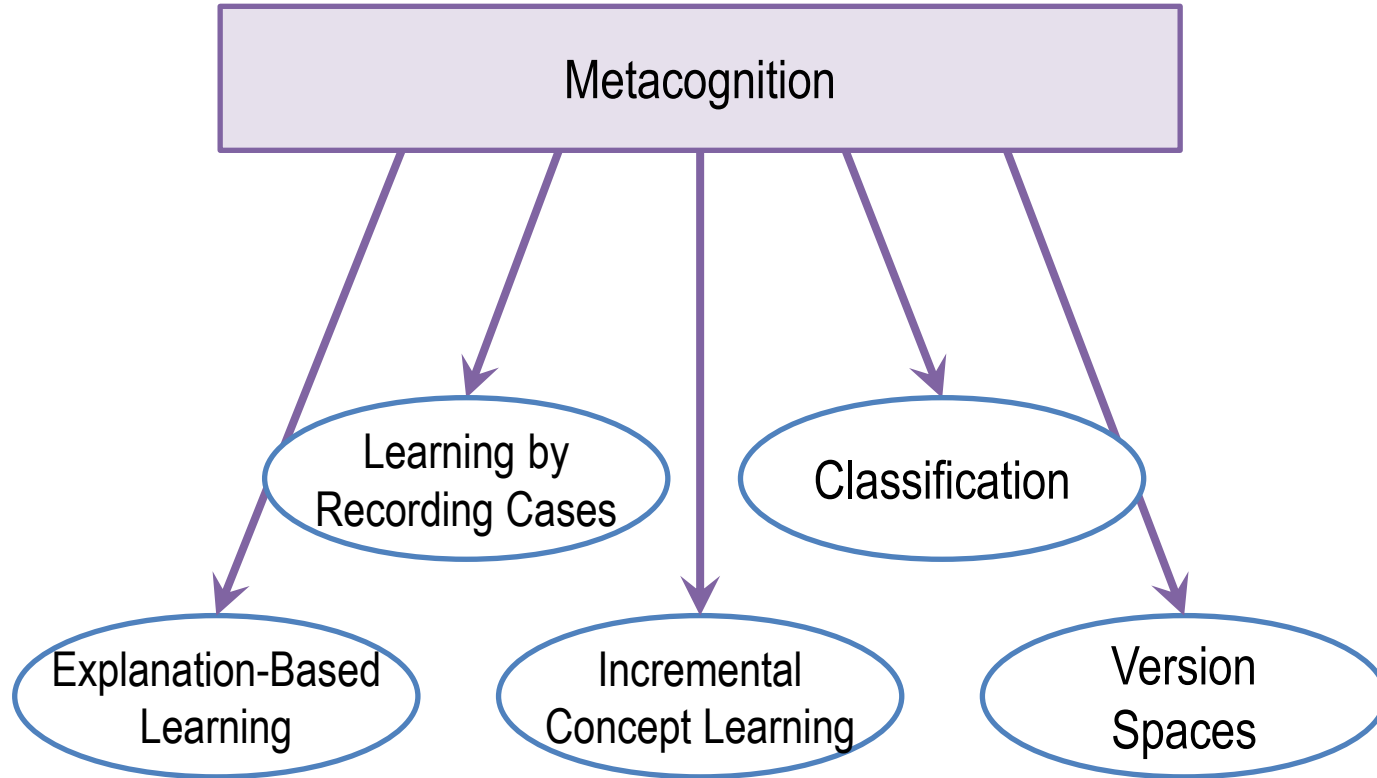 Metacognition
Learning by
Recording Cases
Classification
Explanation-Based
Learning
Incremental
Concept Learning
Version
Spaces